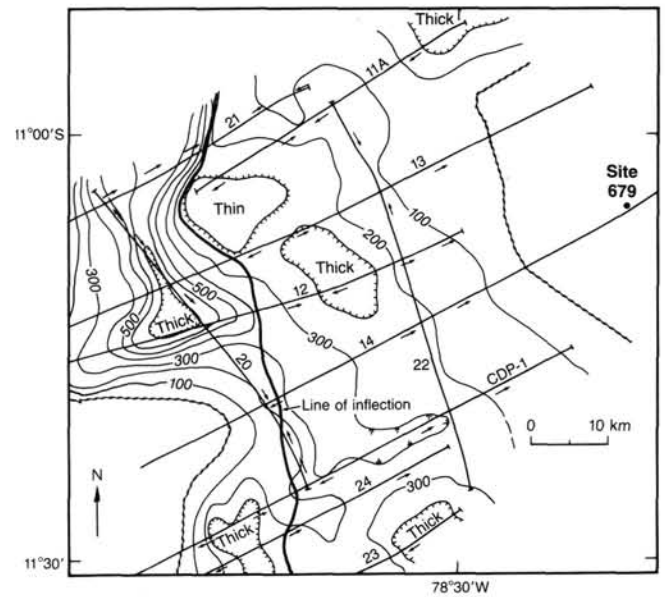 Thick
11A
21
11°00'S
13
Site
679
Thin
100
200
300
Thick
12
500
500
Thick
300
300
14
22
CDP-1
300
100
20
Line of inflection
0 10 km
N
24
300
Thick
Thick
23
11°30'
78°30'W